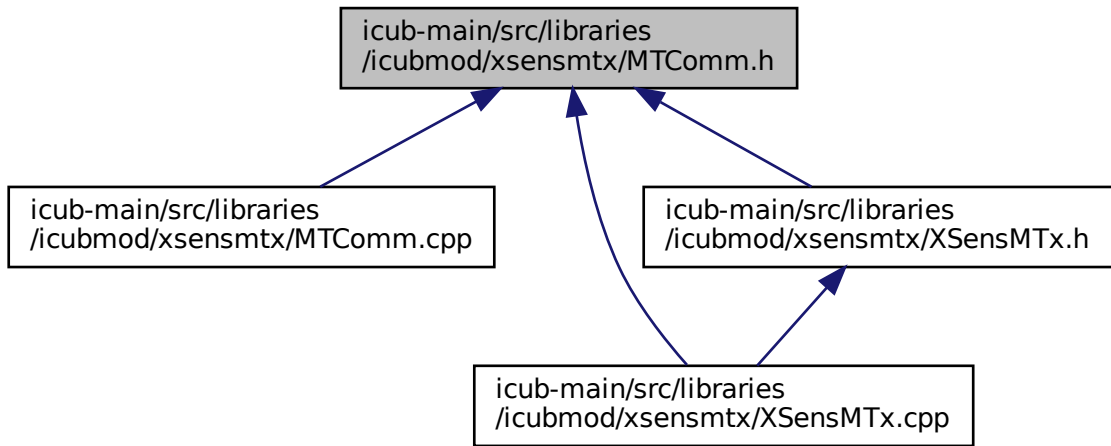 icub-main/src/libraries
/icubmod/xsensmtx/MTComm.h
icub-main/src/libraries
/icubmod/xsensmtx/MTComm.cpp
icub-main/src/libraries
/icubmod/xsensmtx/XSensMTx.h
icub-main/src/libraries
/icubmod/xsensmtx/XSensMTx.cpp